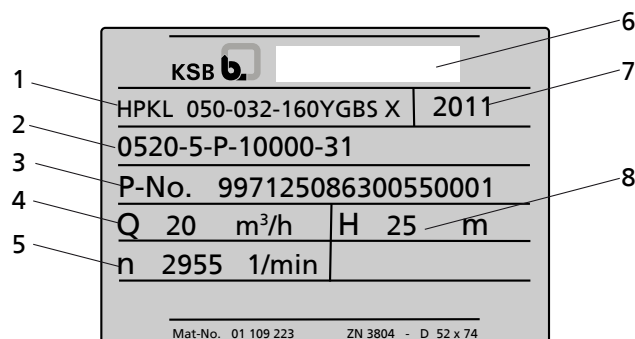 6
KSB b.
7
1
HPKL 050-032-160YGBS X 2011
2
0520-5-P-10000-31
3
P-No. 997125086300550001
8
4
Q 20 m³/h H 25 m
5
n 2955 1/min
Mat-No. 01 109 223 ZN 3804 - D 52 x 74